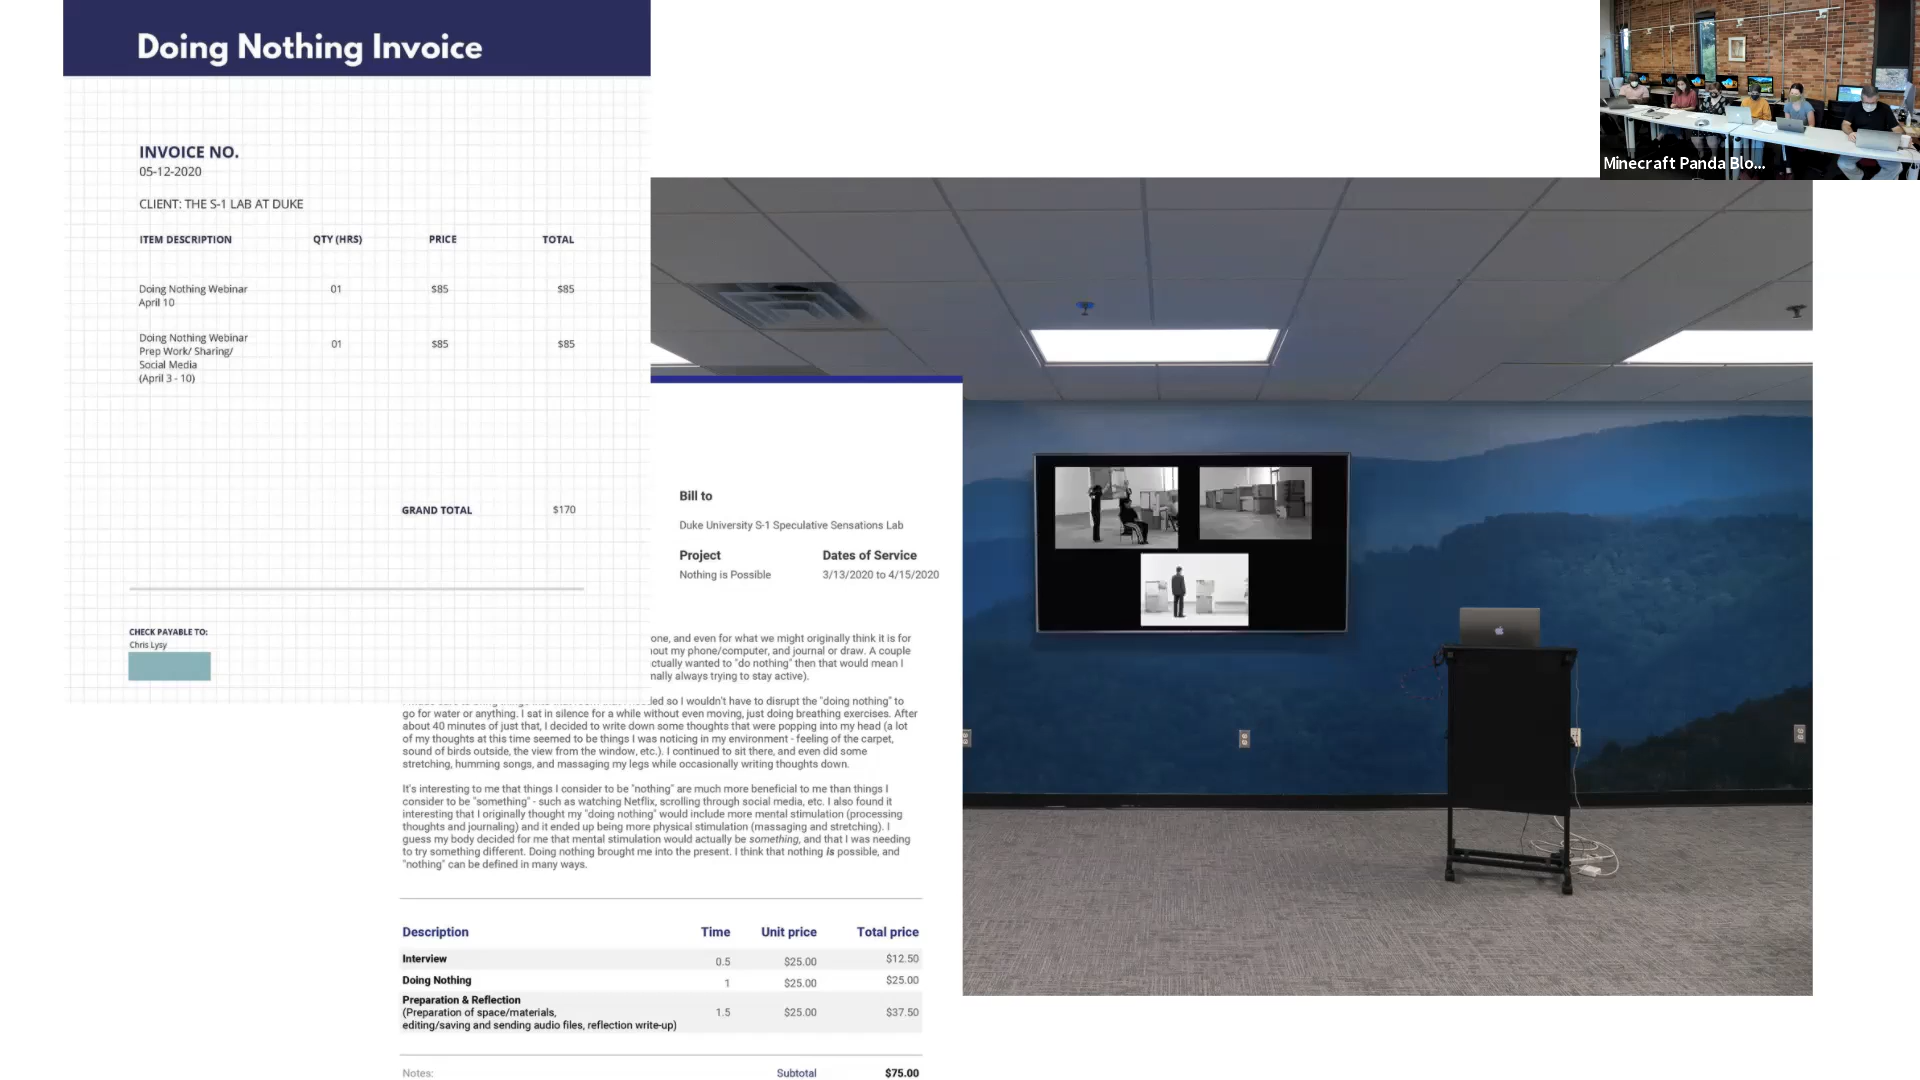 Doing Nothing Invoice
INVOICE NO.
05-12-2020
CLIENT: THE S-1 LAB AT DUKE
ITEM DESCRIPTION QTY (HRS) PRICE TOTAL
Doing Nothing Webinar 01 $85 $85
April 10
Doing Nothing Webinar
Prep Work/ Sharing/ 01 $85 $85
Social Media
(April 3 - 10)
GRAND TOTAL $170
CHECK PAYABLE TO:
Chris Lysy
Bill to
Duke University S-1 Speculative Sensations Lab
Project Dates of Service
Nothing is Possible 3/13/2020 to 4/15/2020
one, and even for what we might originally think it is for
out my phone/computer, and journal or draw. A couple
ctually wanted to "do nothing" then that would mean I
nally always trying to stay active).
so I wouldn't have to disrupt the "doing nothing" to
go for water or anything. I sat in silence for a while without even moving, just doing breathing exercises. After
about 40 minutes of just that, I decided to write down some thoughts that were popping into my head (a lot
of my thoughts at this time seemed to be things I was noticing in my environment - feeling of the carpet,
sound of birds outside, the view from the window, etc.). I continued to sit there, and even did some
stretching, humming songs, and massaging my legs while occasionally writing thoughts down.
It's interesting to me that things I consider to be "nothing" are much more beneficial to me than things I
consider to be "something" - such as watching Netflix, scrolling through social media, etc. I also found it
interesting that I originally thought my "doing nothing" would include more mental stimulation (processing
thoughts and journaling) and it ended up being more physical stimulation (massaging and stretching). I
guess my body decided for me that mental stimulation would actually be something, and that I was needing
to try something different. Doing nothing brought me into the present. I think that nothing is possible, and
"nothing" can be defined in many ways.
Description Time Unit price Total price
Interview 0.5 $25.00 $12.50
Doing Nothing 1 $25.00 $25.00
Preparation & Reflection
(Preparation of space/materials, 1.5 $25.00 $37.50
editing/saving and sending audio files, reflection write-up)
Notes: Subtotal $75.00
Minecraft Panda Blo...